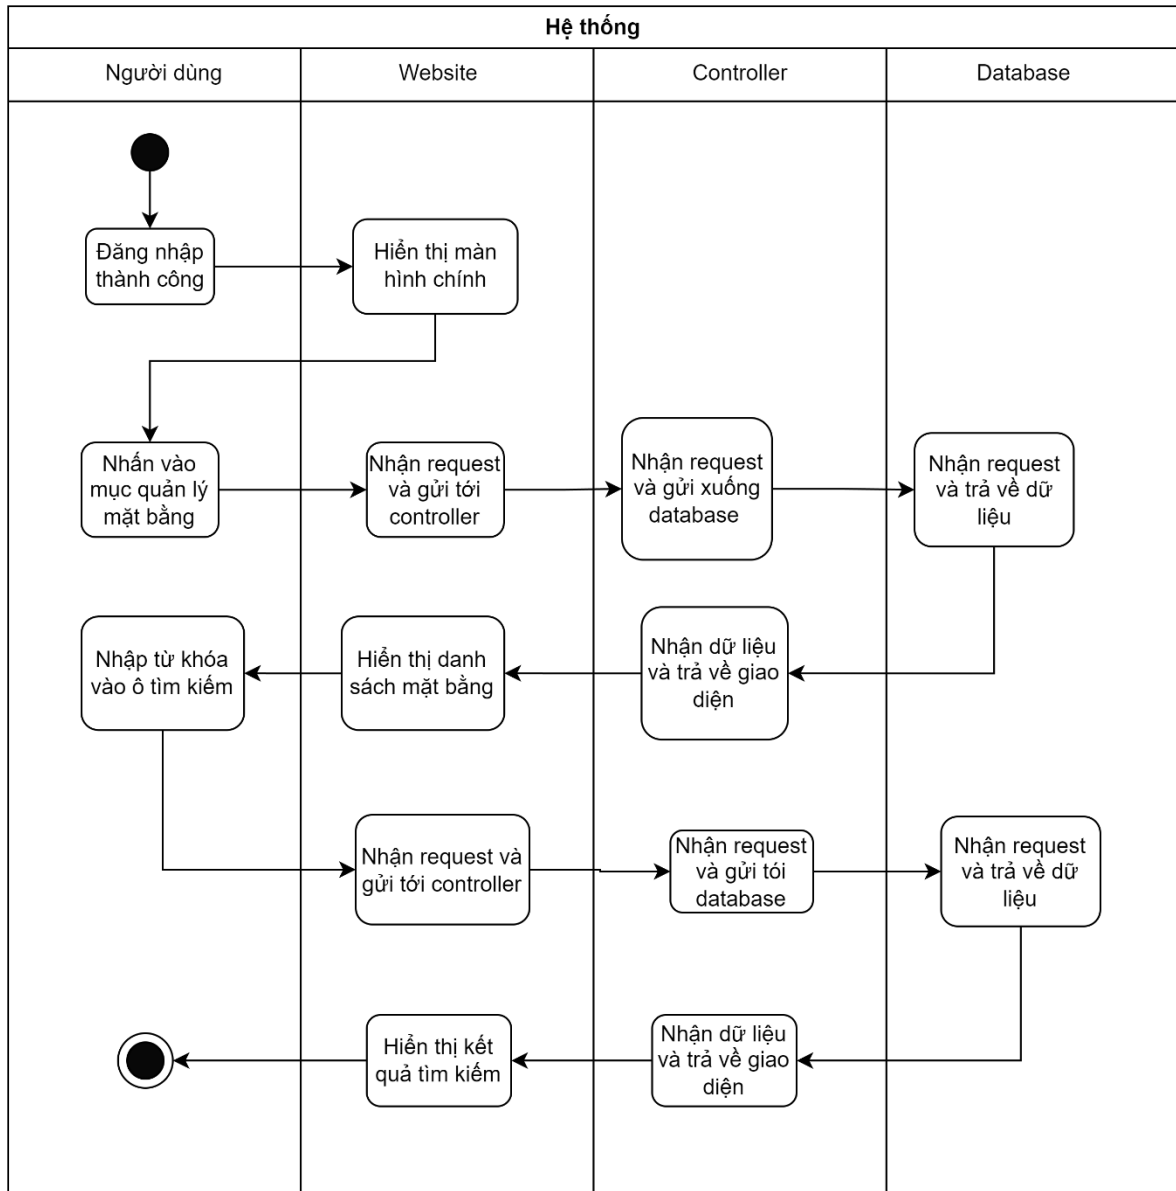 Hệ thống
Người dùng
Website
Controller
Database
Đăng nhập
thành công
Hiển thị màn
hình chính
Nhấn vào
mục quản lý
mặt bằng
Nhận request
và gửi tới
controller
Nhận request
và gửi xuống
database
Nhận request
và trả về dữ
liệu
Nhập từ khóa
vào ô tìm kiếm
Hiển thị danh
sách mặt bằng
Nhận dữ liệu
và trả về giao
diện
Nhận request và
gửi tới controller
Nhận request
và gửi tói
database
Nhận request
và trả về dữ
liệu
Hiển thị kết
quả tìm kiếm
Nhận dữ liệu
và trả về giao
diện